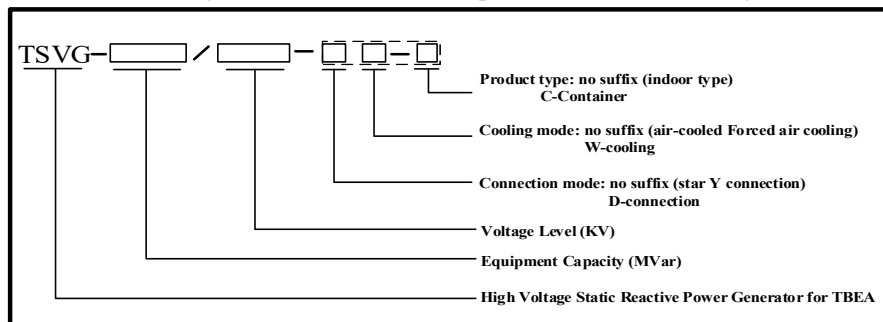 TSVG-      /      -  -
Product type: no suffix (indoor type)
C-Container
Cooling mode: no suffix (air-cooled Forced air cooling)
W-cooling
Connection mode: no suffix (star Y connection)
D-connection
Voltage Level (KV)
Equipment Capacity (MVar)
High Voltage Static Reactive Power Generator for TBEA